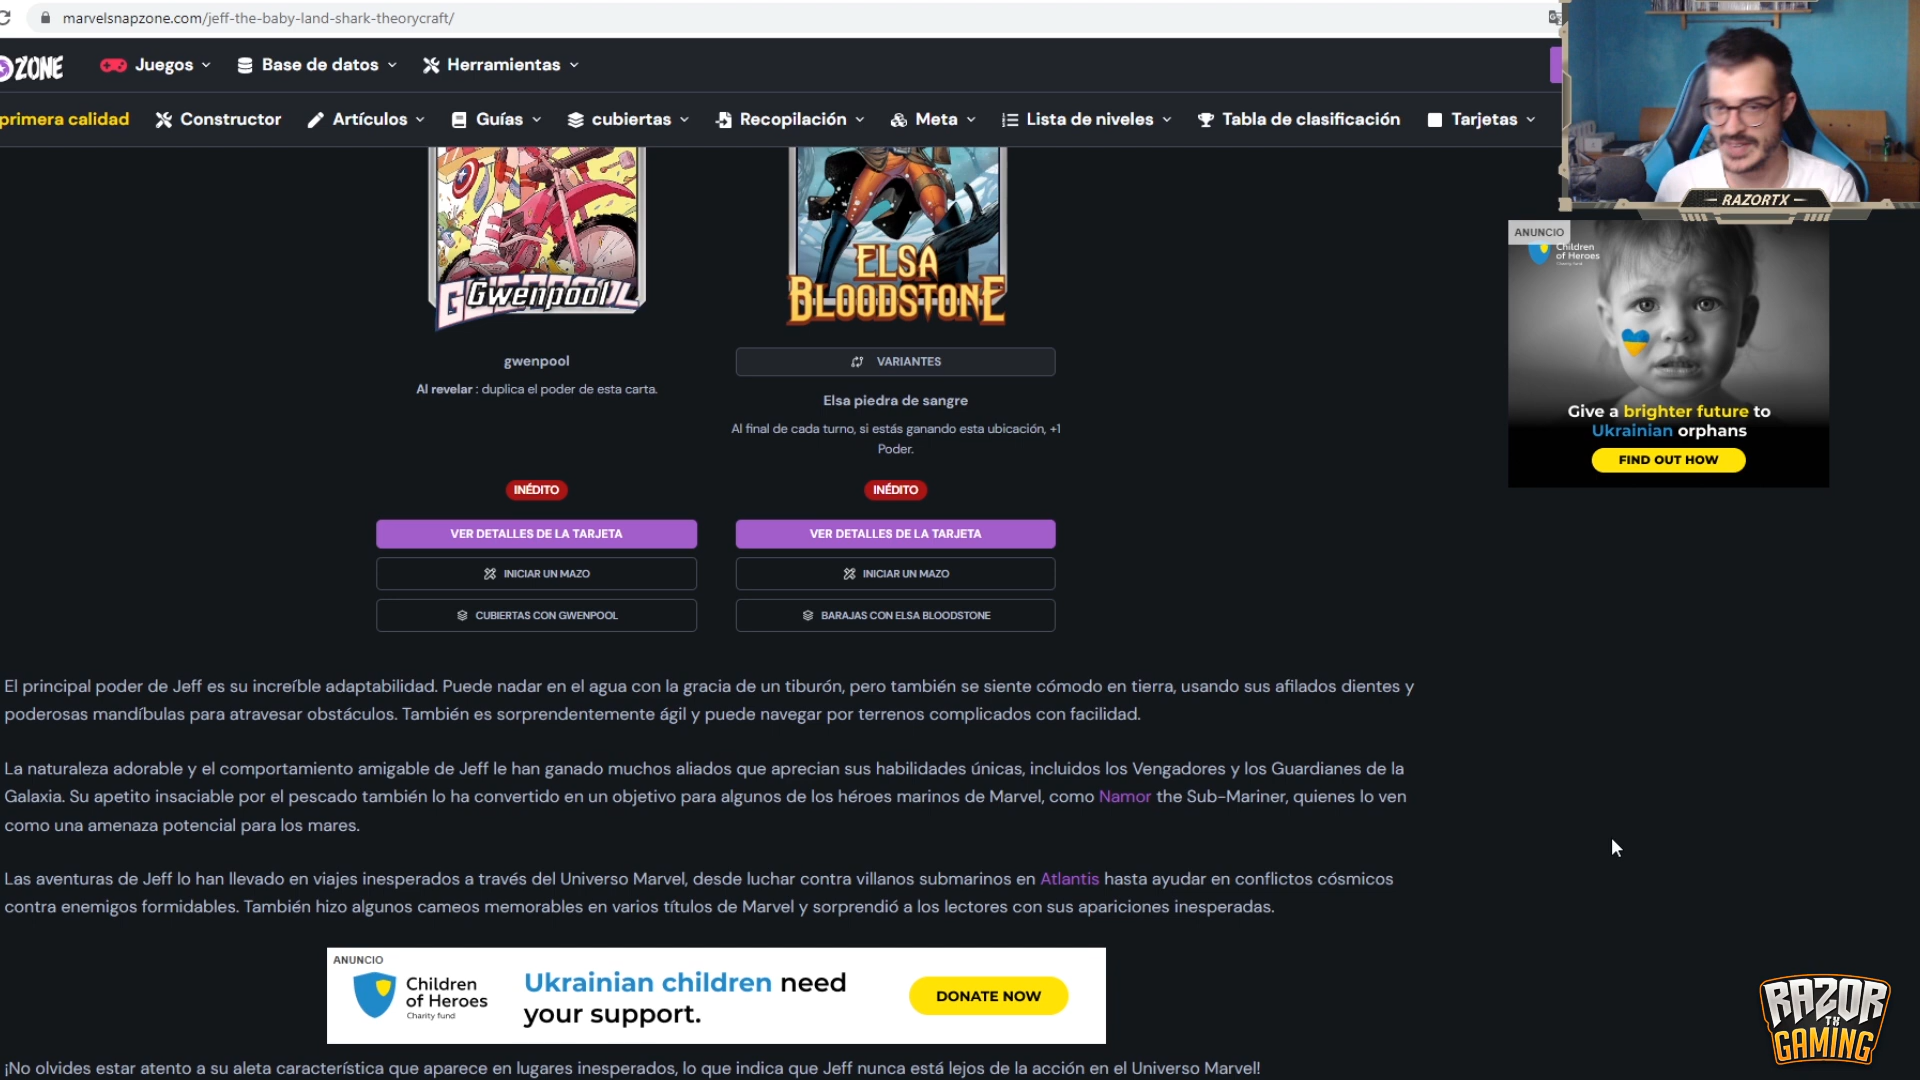 marvelsnapzone.com/jeff-the-baby-land-shark-theorycraft/
ZONE
Juegos
Base de datos
Herramientas
primera calidad
Constructor
Artículos
Guías
cubiertas
Recopilación
Meta
Lista de niveles
Tabla de clasificación
Tarjetas
RAZORTX
Gwenpool
ELSA
BLOODSTONE
gwenpool
Al revelar : duplica el poder de esta carta.
INÉDITO
VER DETALLES DE LA TARJETA
INICIAR UN MAZO
CUBIERTAS CON GWENPOOL
VARIANTES
Elsa piedra de sangre
Al final de cada turno, si estás ganando esta ubicación, +1
Poder.
INÉDITO
VER DETALLES DE LA TARJETA
INICIAR UN MAZO
BARAJAS CON ELSA BLOODSTONE
ANUNCIO
Children
of Heroes
Give a brighter future to
Ukrainian orphans
FIND OUT HOW
El principal poder de Jeff es su increíble adaptabilidad. Puede nadar en el agua con la gracia de un tiburón, pero también se siente cómodo en tierra, usando sus afilados dientes y
poderosas mandíbulas para atravesar obstáculos. También es sorprendentemente ágil y puede navegar por terrenos complicados con facilidad.
La naturaleza adorable y el comportamiento amigable de Jeff le han ganado muchos aliados que aprecian sus habilidades únicas, incluidos los Vengadores y los Guardianes de la
Galaxia. Su apetito insaciable por el pescado también lo ha convertido en un objetivo para algunos de los héroes marinos de Marvel, como Namor the Sub-Mariner, quienes lo ven
como una amenaza potencial para los mares.
Las aventuras de Jeff lo han llevado en viajes inesperados a través del Universo Marvel, desde luchar contra villanos submarinos en Atlantis hasta ayudar en conflictos cósmicos
contra enemigos formidables. También hizo algunos cameos memorables en varios títulos de Marvel y sorprendió a los lectores con sus apariciones inesperadas.
ANUNCIO
Children
of Heroes
Charity fund
Ukrainian children need
your support.
DONATE NOW
¡No olvides estar atento a su aleta característica que aparece en lugares inesperados, lo que indica que Jeff nunca está lejos de la acción en el Universo Marvel!
RAZOR
TX
GAMING